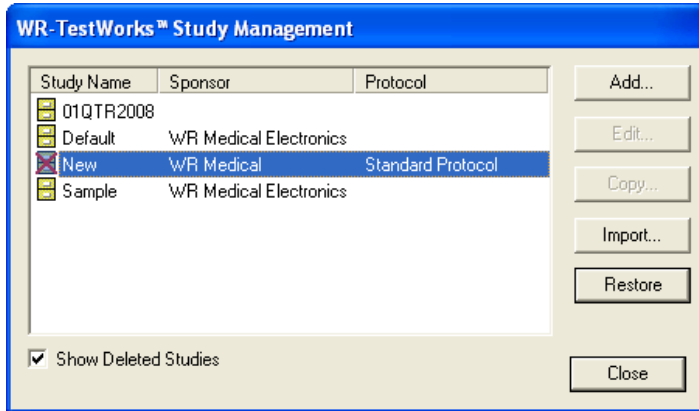 WR-TestWorks™ Study Management
Study Name Sponsor Protocol
01QTR2008
Default WR Medical Electronics
New WR Medical Standard Protocol
Sample WR Medical Electronics
Add...
Edit...
Copy...
Import...
Restore
Show Deleted Studies
Close